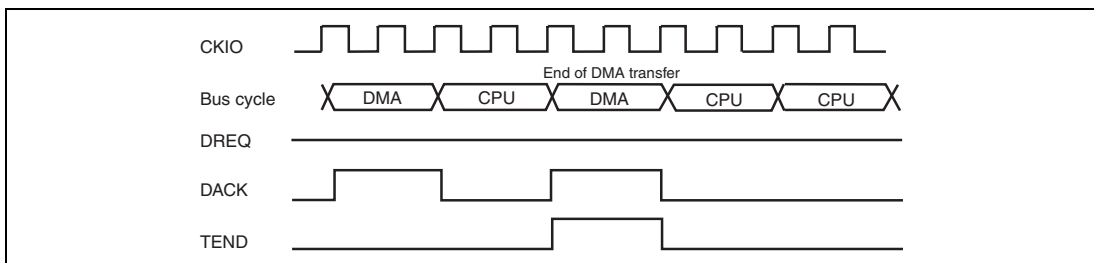 CKIO
End of DMA transfer
Bus cycle DMA CPU DMA CPU CPU
DREQ
DACK
TEND